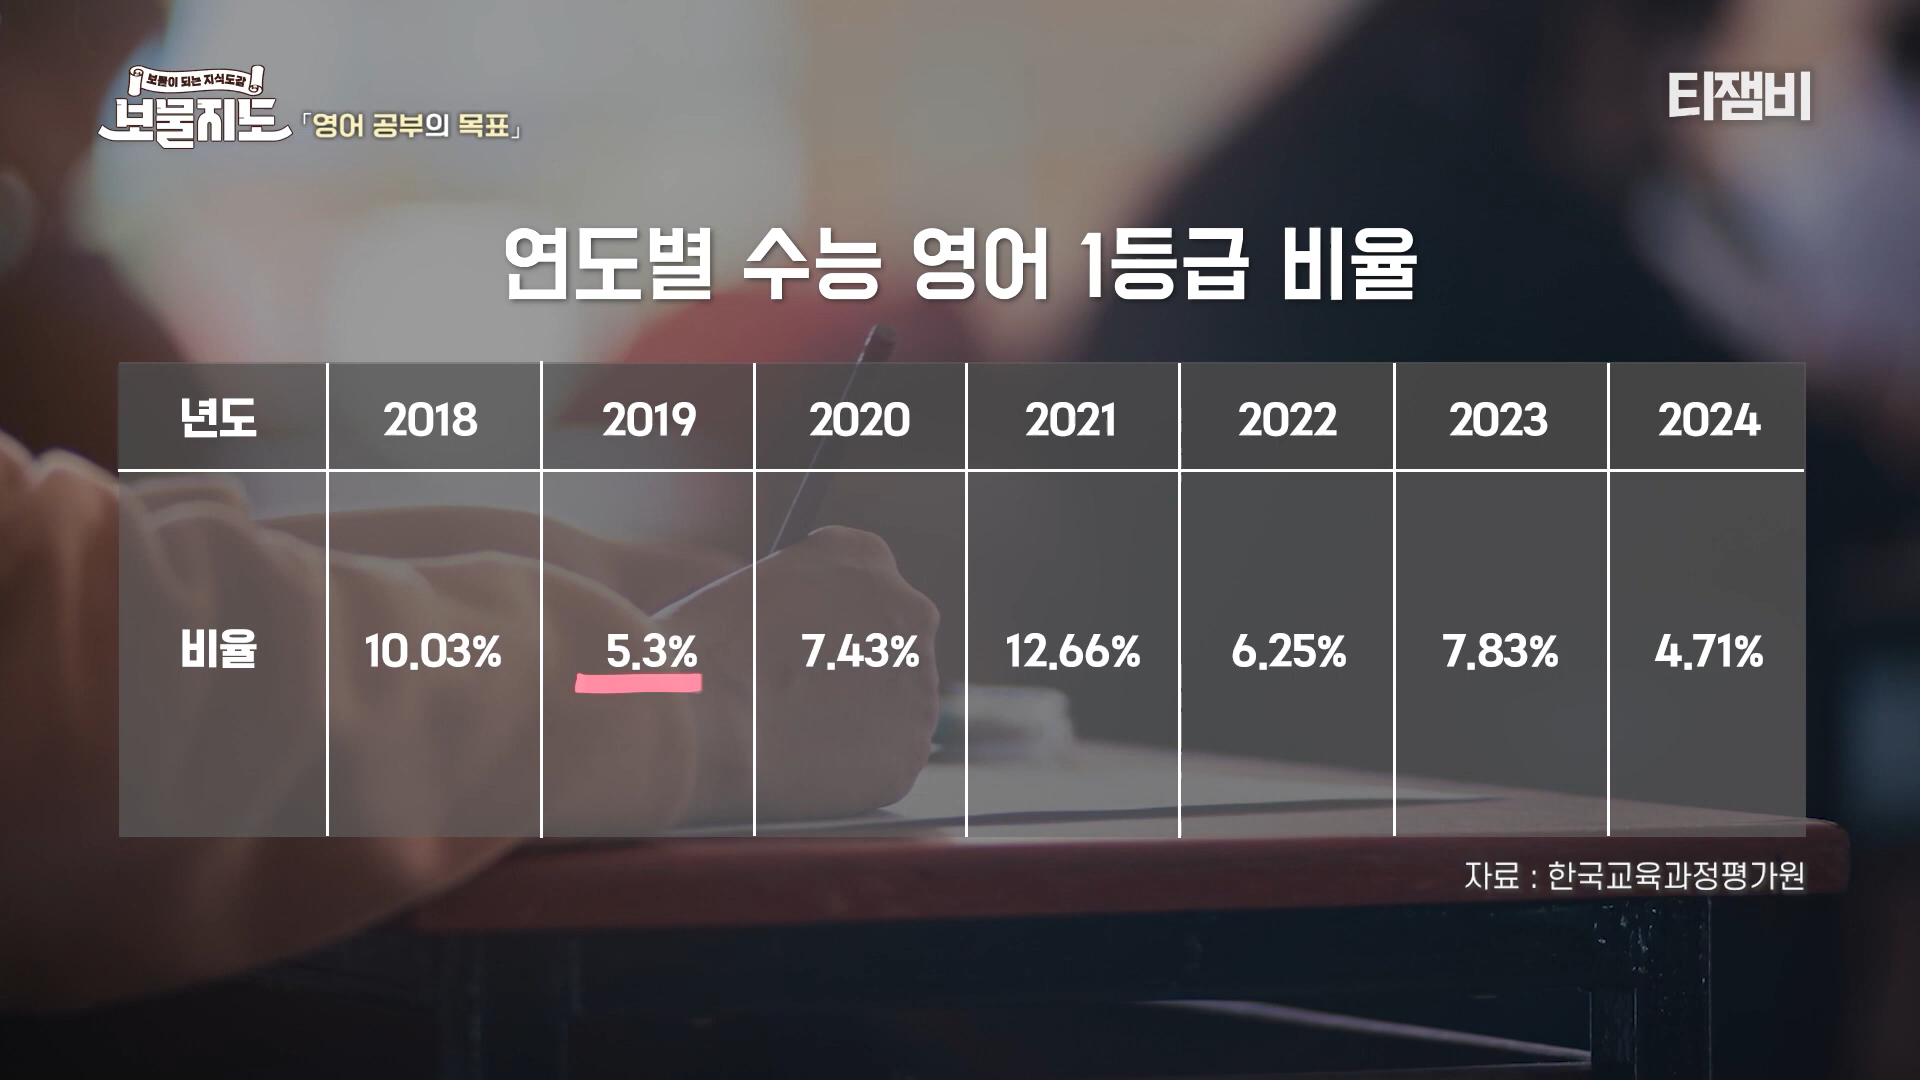 보물이 되는 지식도감
보물지도 「영어 공부의 목표」
티잼비
연도별 수능 영어 1등급 비율
년도 2018 2019 2020 2021 2022 2023 2024
비율 10.03% 5.3% 7.43% 12.66% 6.25% 7.83% 4.71%
자료 : 한국교육과정평가원